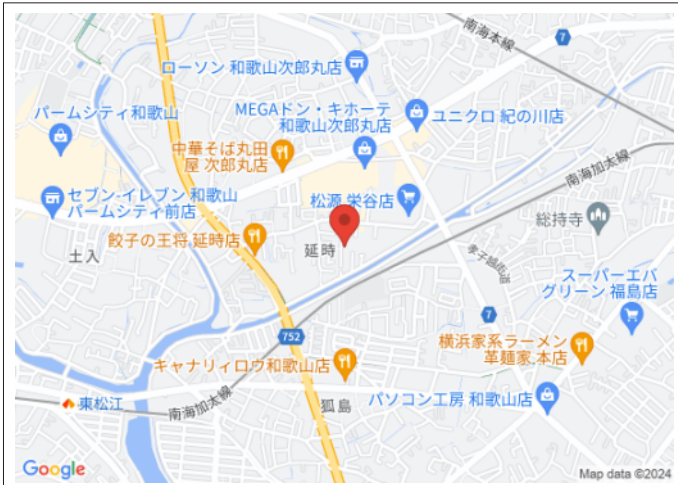 南海本線
7
ローソン 和歌山次郎丸店
パームシティ和歌山
MEGAドン・キホーテ
和歌山次郎丸店
ユニクロ 紀の川店
中華そば丸田
屋 次郎丸店
南海加太線
セブン-イレブン 和歌山
パームシティ前店
松源 栄谷店
総持寺
餃子の王将 延時店
延時
土入
孝子越街道
スーパーエバ
グリーン 福島店
7
752
横浜家系ラーメン
革麺家 本店
キャナリィロウ和歌山店
東松江
南海加太線
狐島
パソコン工房 和歌山店
Google
Map data ©2024